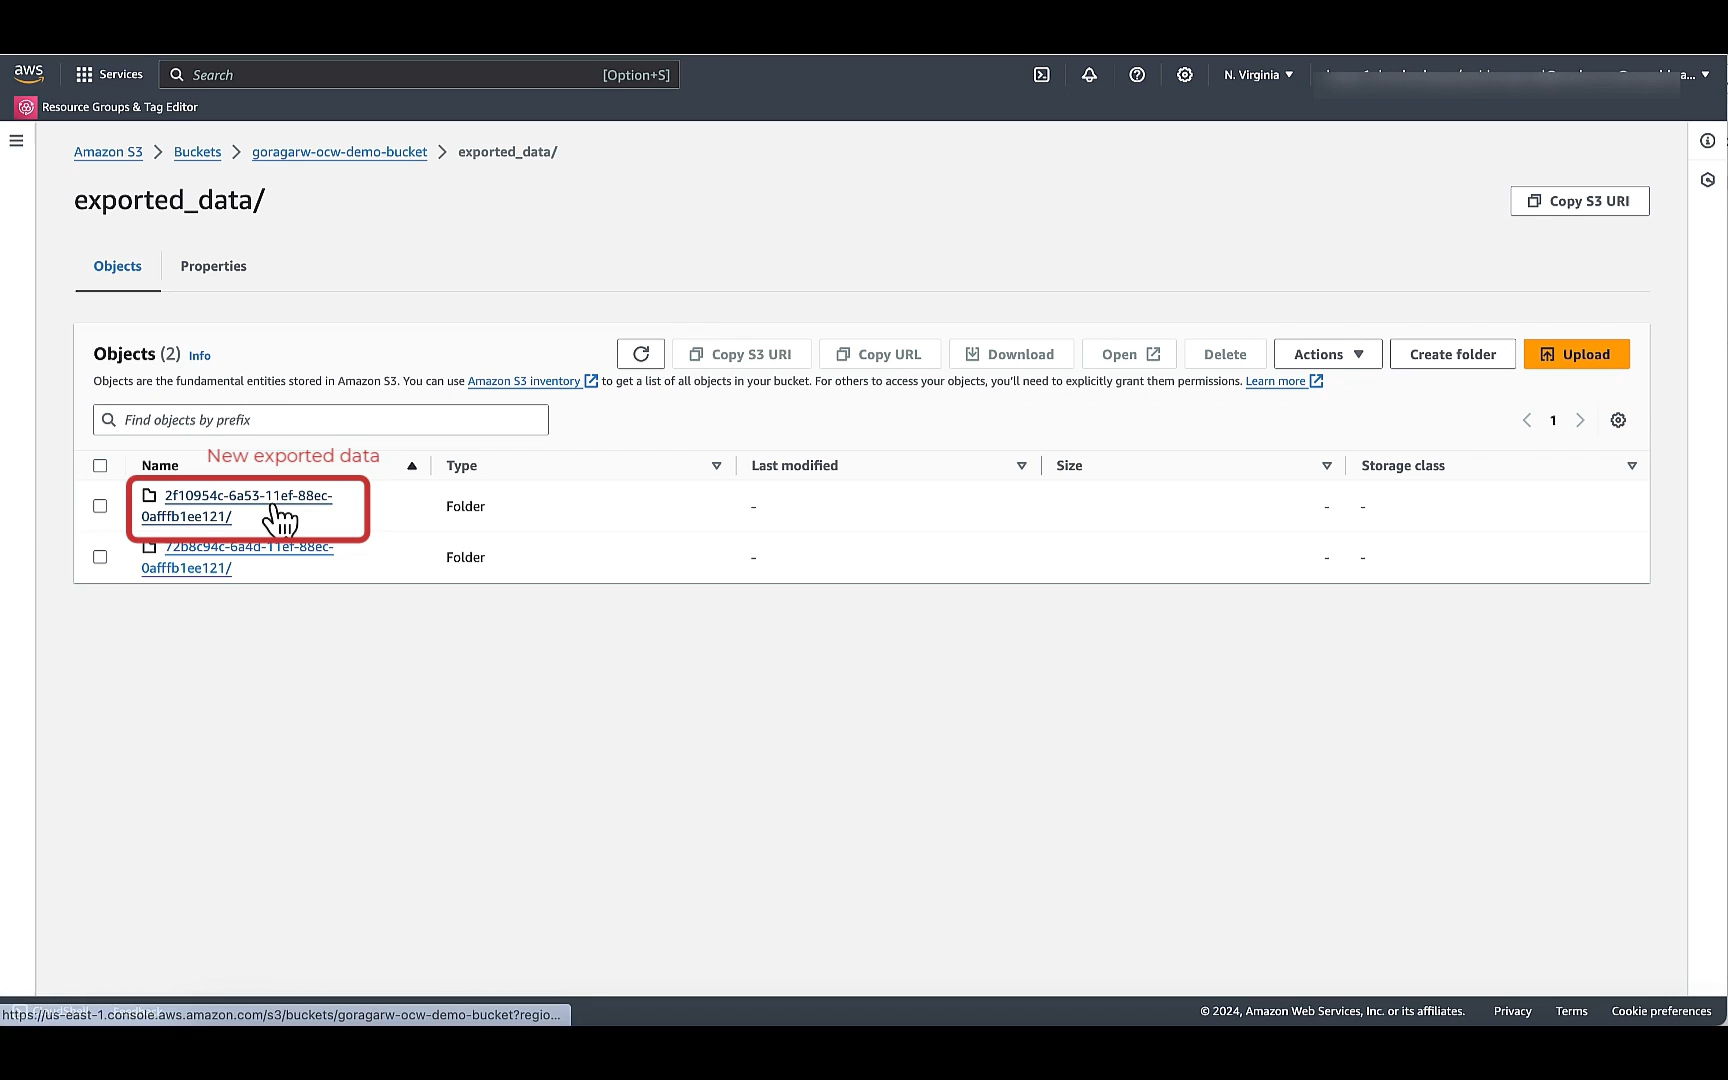 aws
Services
Search
[Option+S]
N. Virginia
a...
Resource Groups & Tag Editor
Amazon S3
Buckets
goragarw-ocw-demo-bucket
exported_data/
exported_data/
Copy S3 URI
Objects
Properties
Objects (2) Info
Copy S3 URI
Copy URL
Download
Open
Delete
Actions
Create folder
Upload
Objects are the fundamental entities stored in Amazon S3. You can use Amazon S3 inventory to get a list of all objects in your bucket. For others to access your objects, you'll need to explicitly grant them permissions. Learn more
Find objects by prefix
1
New exported data
Name
Type
Last modified
Size
Storage class
2f10954c-6a53-11ef-88ec-
0afffb1ee121/
Folder
-
-
-
72b8c94c-6a4d-11ef-88ec-
0afffb1ee121/
Folder
-
-
-
https://us-east-1.console.aws.amazon.com/s3/buckets/goragarw-ocw-demo-bucket?regio...
© 2024, Amazon Web Services, Inc. or its affiliates.
Privacy
Terms
Cookie preferences